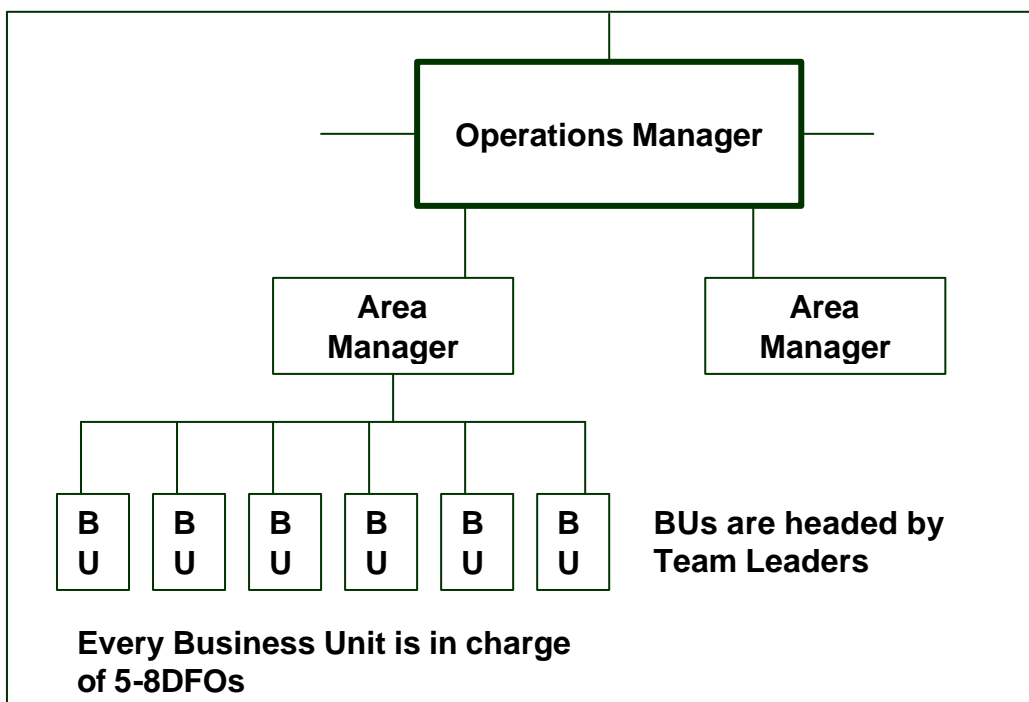 Operations Manager
Area
Manager
Area
Manager
B
U
B
U
B
U
B
U
B
U
B
U
BUs are headed by
Team Leaders
Every Business Unit is in charge
of 5-8DFOs